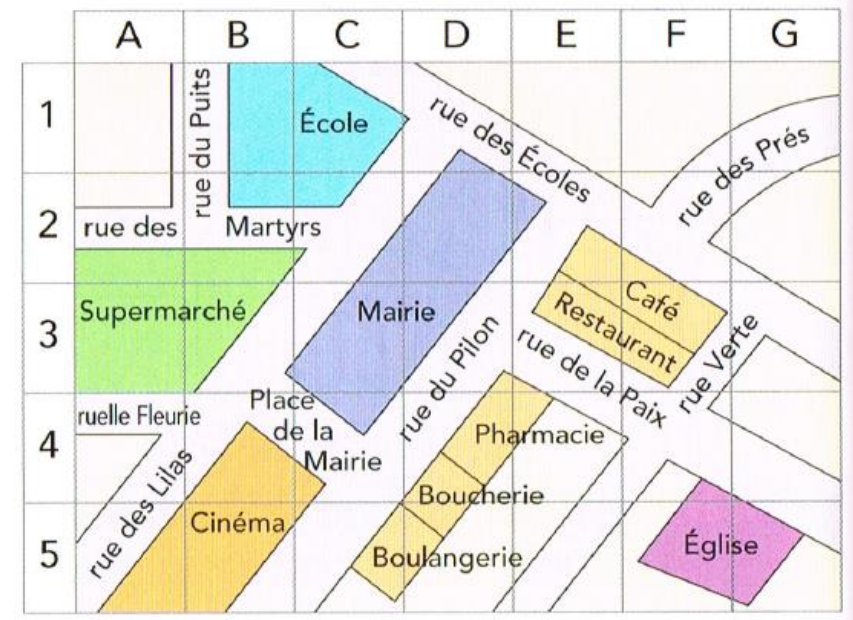 A B C D E F G
1
rue du Puits
École
rue des Écoles
rue des Prés
2
rue des
Martyrs
3
Supermarché
Mairie
rue du Pilon
Café
Restaurant
rue de la Paix
rue Verte
4
ruelle Fleurie
Place
de la
Mairie
Pharmacie
Boucherie
5
rue des Lilas
Cinéma
Boulangerie
Église